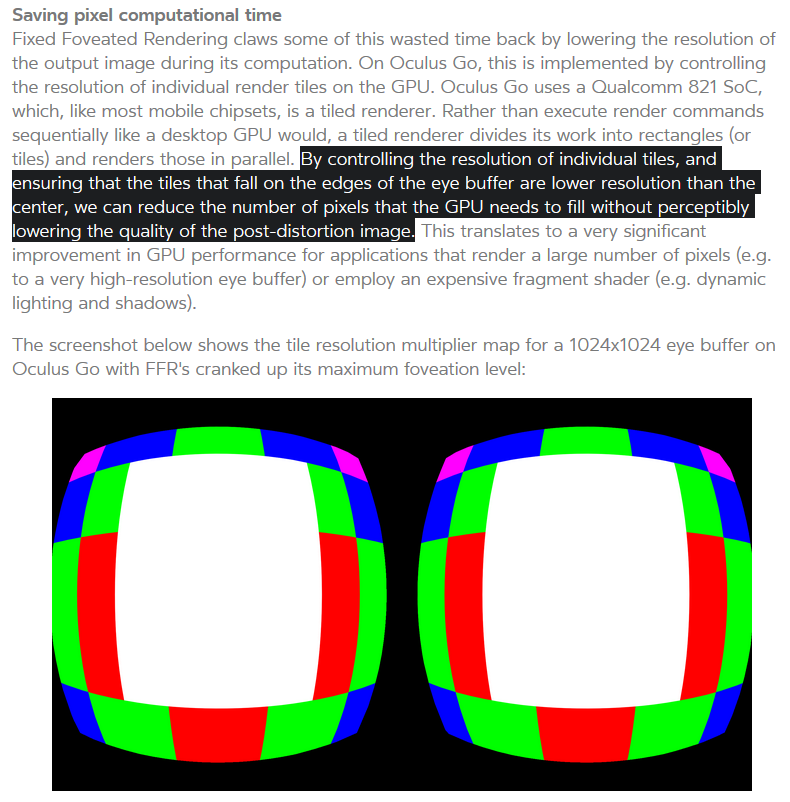 Saving pixel computational time
Fixed Foveated Rendering claws some of this wasted time back by lowering the resolution of
the output image during its computation. On Oculus Go, this is implemented by controlling
the resolution of individual render tiles on the GPU. Oculus Go uses a Qualcomm 821 SoC,
which, like most mobile chipsets, is a tiled renderer. Rather than execute render commands
sequentially like a desktop GPU would, a tiled renderer divides its work into rectangles (or
tiles) and renders those in parallel. By controlling the resolution of individual tiles, and
ensuring that the tiles that fall on the edges of the eye buffer are lower resolution than the
center, we can reduce the number of pixels that the GPU needs to fill without perceptibly
lowering the quality of the post-distortion image. This translates to a very significant
improvement in GPU performance for applications that render a large number of pixels (e.g.
to a very high-resolution eye buffer) or employ an expensive fragment shader (e.g. dynamic
lighting and shadows).
The screenshot below shows the tile resolution multiplier map for a 1024x1024 eye buffer on
Oculus Go with FFR's cranked up its maximum foveation level: